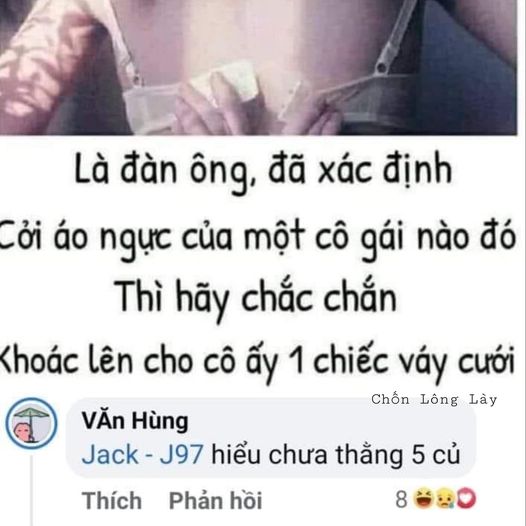 Là đàn ông, đã xác định
Cởi áo ngực của một cô gái nào đó
Thì hãy chắc chắn
Khoác lên cho cô ấy 1 chiếc váy cưới
Chốn Lông Lày
VĂn Hùng
Jack - J97 hiểu chưa thằng 5 củ
Thích Phản hồi 8